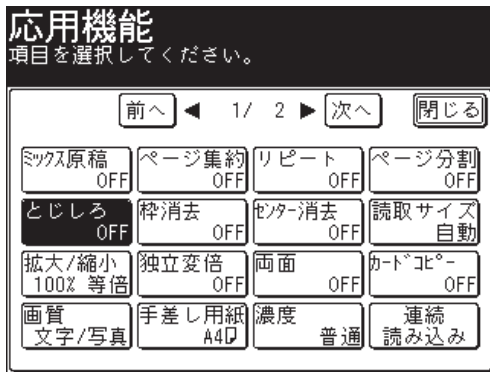 応用機能
項目を選択してください。
前へ ◀ 1/ 2 ▶ 次へ 閉じる
ﾐｯｸｽ原稿 ページ集約 リピート ページ分割
OFF OFF OFF OFF
とじしろ 枠消去 ｾﾝﾀｰ消去 読取サイズ
OFF OFF OFF 自動
拡大/縮小 独立変倍 両面 ｶｰﾄﾞｺﾋﾟｰ
100% 等倍 OFF OFF OFF
画質 手差し用紙 濃度 連続
文字/写真 A4 普通 読み込み